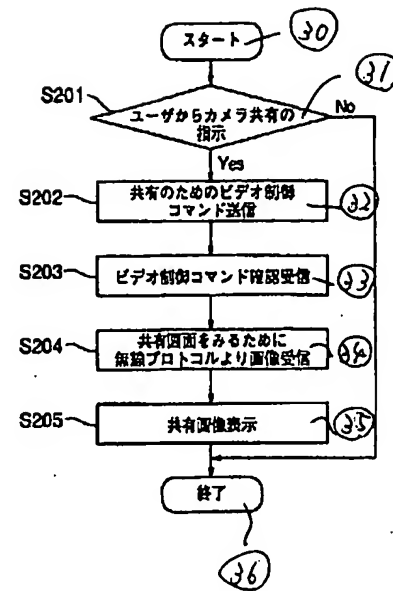 スタート
30
S201
ユーザからカメラ共有の
指示
31
No
Yes
S202
共有のためのビデオ制御
コマンド送信
32
S203
ビデオ制御コマンド確認受信
33
S204
共有画面をみるために
無線プロトコルより画像受信
34
S205
共有画像表示
35
終了
36